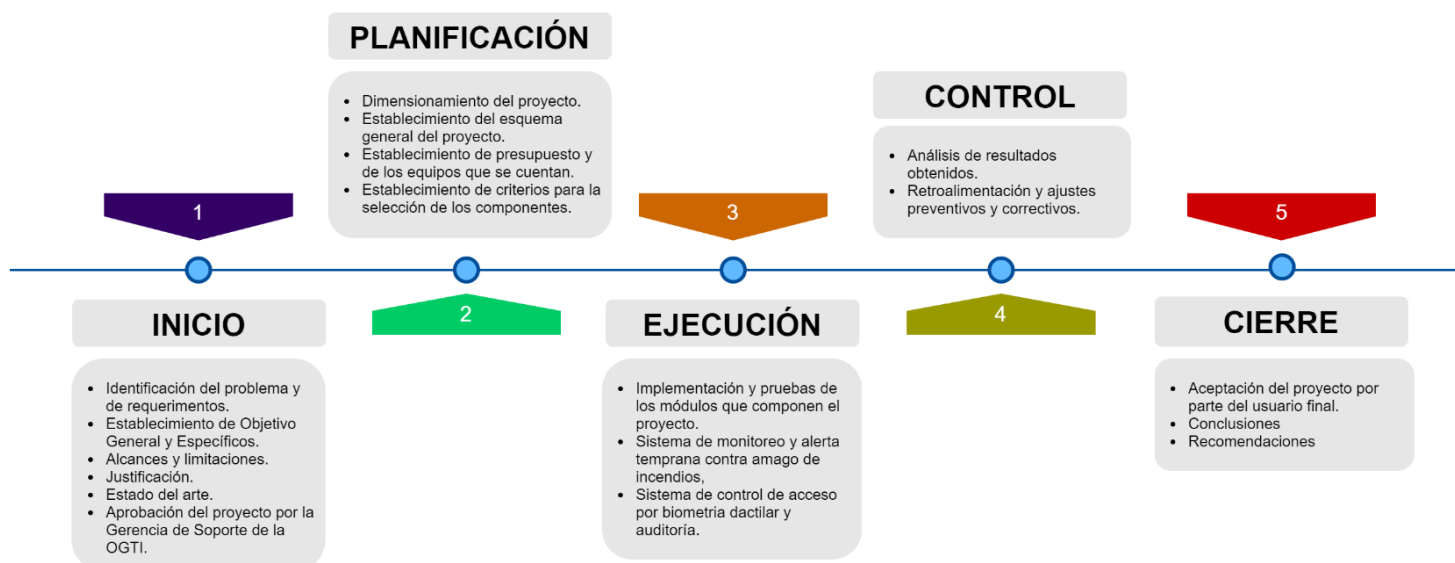 1
INICIO
• Identificación del problema y
de requerimentos.
• Establecimiento de Objetivo
General y Específicos.
• Alcances y limitaciones.
• Justificación.
• Estado del arte.
• Aprobación del proyecto por la
Gerencia de Soporte de la
OGTI.
PLANIFICACIÓN
• Dimensionamiento del proyecto.
• Establecimiento del esquema
general del proyecto.
• Establecimiento de presupuesto y
de los equipos que se cuentan.
• Establecimiento de criterios para la
selección de los componentes.
2
3
EJECUCIÓN
• Implementación y pruebas de
los módulos que componen el
proyecto.
• Sistema de monitoreo y alerta
temprana contra amago de
incendios,
• Sistema de control de acceso
por biometria dactilar y
auditoría.
CONTROL
• Análisis de resultados
obtenidos.
• Retroalimentación y ajustes
preventivos y correctivos.
4
5
CIERRE
• Aceptación del proyecto por
parte del usuario final.
• Conclusiones
• Recomendaciones